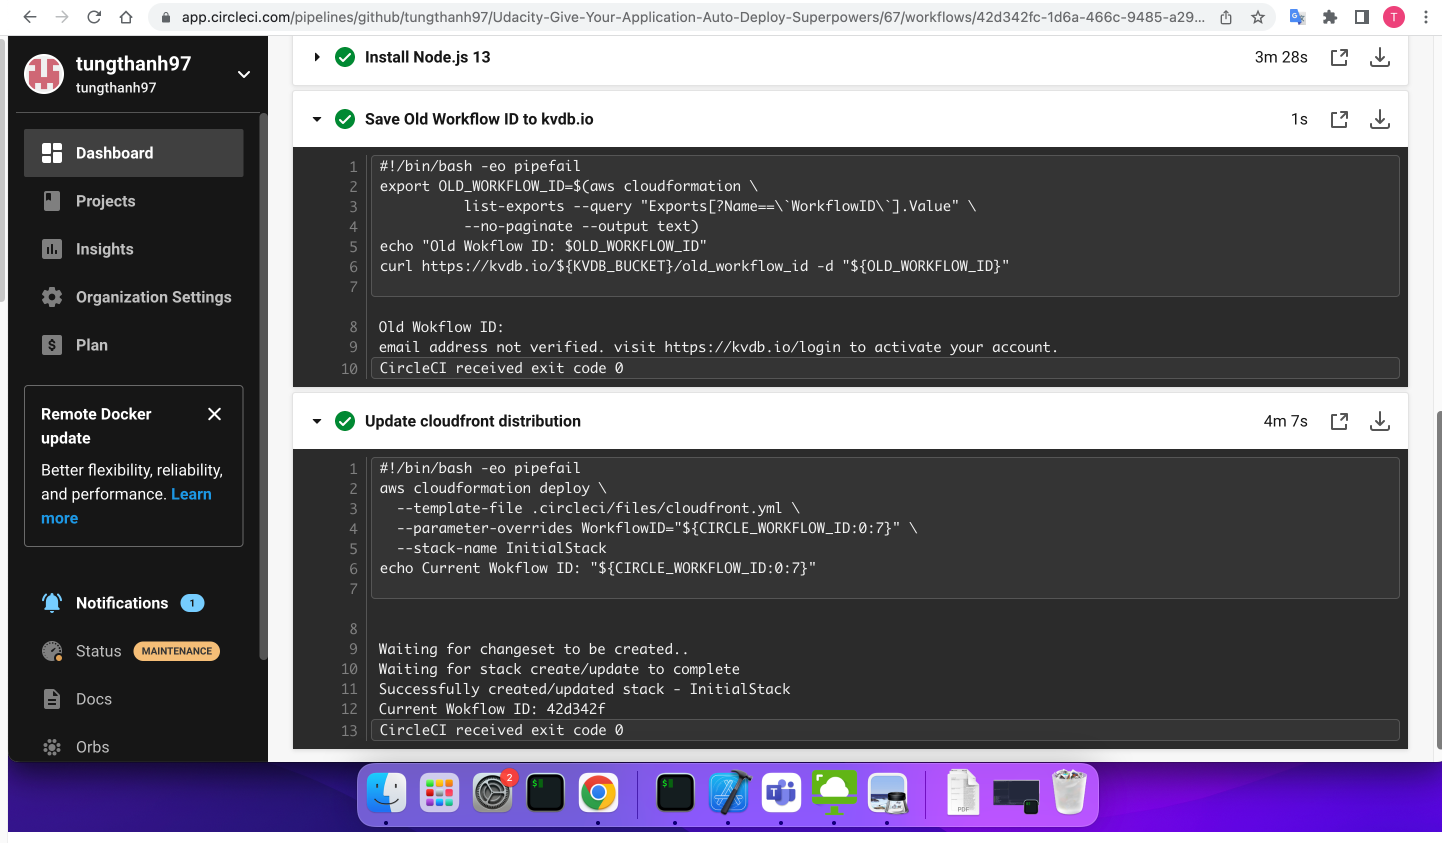 app.circleci.com/pipelines/github/tungthanh97/Udacity-Give-Your-Application-Auto-Deploy-Superpowers/67/workflows/42d342fc-1d6a-466c-9485-a29...
T
tungthanh97
tungthanh97
Dashboard
Projects
Insights
Organization Settings
Plan
Remote Docker
update
Better flexibility, reliability,
and performance. Learn
more
Notifications 1
Status MAINTENANCE
Docs
Orbs
Install Node.js 13 3m 28s
Save Old Workflow ID to kvdb.io 1s
1 #!/bin/bash -eo pipefail
2 export OLD_WORKFLOW_ID=$(aws cloudformation \
3 list-exports --query "Exports[?Name==\`WorkflowID\`].Value" \
4 --no-paginate --output text)
5 echo "Old Wokflow ID: $OLD_WORKFLOW_ID"
6 curl https://kvdb.io/${KVDB_BUCKET}/old_workflow_id -d "${OLD_WORKFLOW_ID}"
7
8 Old Wokflow ID:
9 email address not verified. visit https://kvdb.io/login to activate your account.
10 CircleCI received exit code 0
Update cloudfront distribution 4m 7s
1 #!/bin/bash -eo pipefail
2 aws cloudformation deploy \
3 --template-file .circleci/files/cloudfront.yml \
4 --parameter-overrides WorkflowID="${CIRCLE_WORKFLOW_ID:0:7}" \
5 --stack-name InitialStack
6 echo Current Wokflow ID: "${CIRCLE_WORKFLOW_ID:0:7}"
7
8
9 Waiting for changeset to be created..
10 Waiting for stack create/update to complete
11 Successfully created/updated stack - InitialStack
12 Current Wokflow ID: 42d342f
13 CircleCI received exit code 0
2
PDF